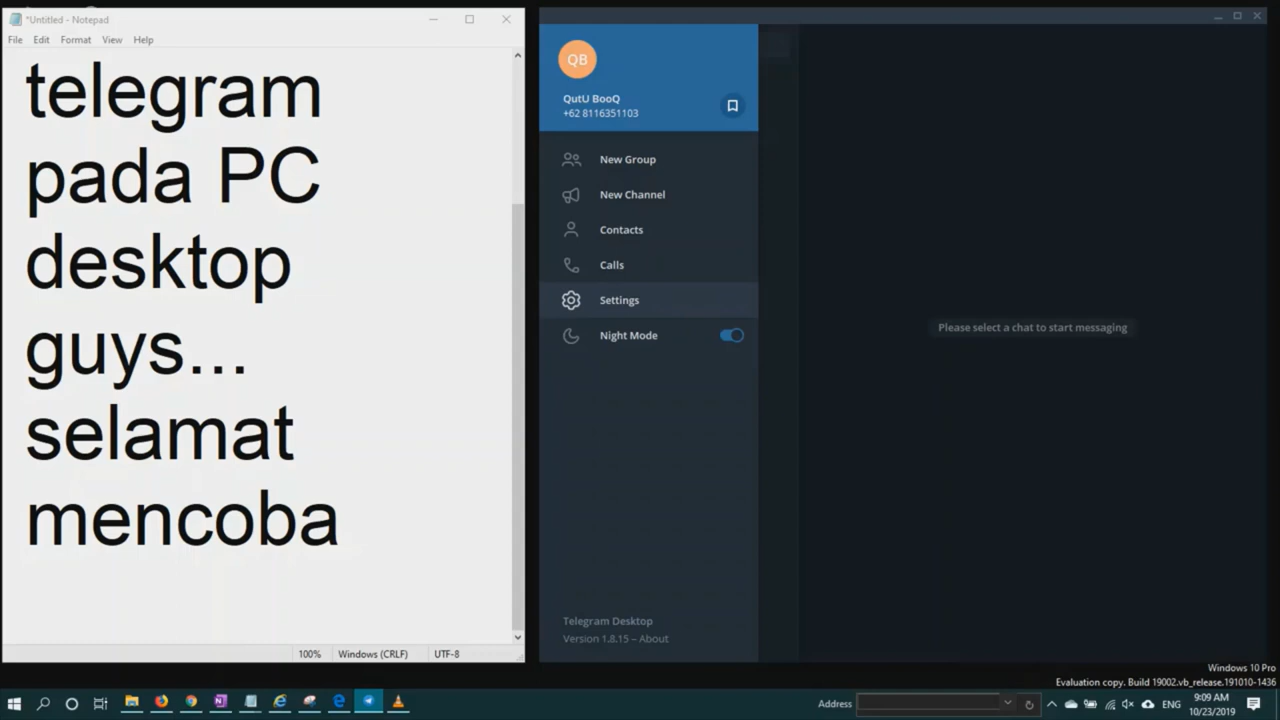 *Untitled - Notepad
File Edit Format View Help
telegram
pada PC
desktop
guys...
selamat
mencoba
100% Windows (CRLF) UTF-8
QB
QutU BooQ
+62 8116351103
New Group
New Channel
Contacts
Calls
Settings
Night Mode
Telegram Desktop
Version 1.8.15 – About
Please select a chat to start messaging
Windows 10 Pro
Evaluation copy. Build 19002.vb_release.191010-1436
Address
ENG
9:09 AM
10/23/2019